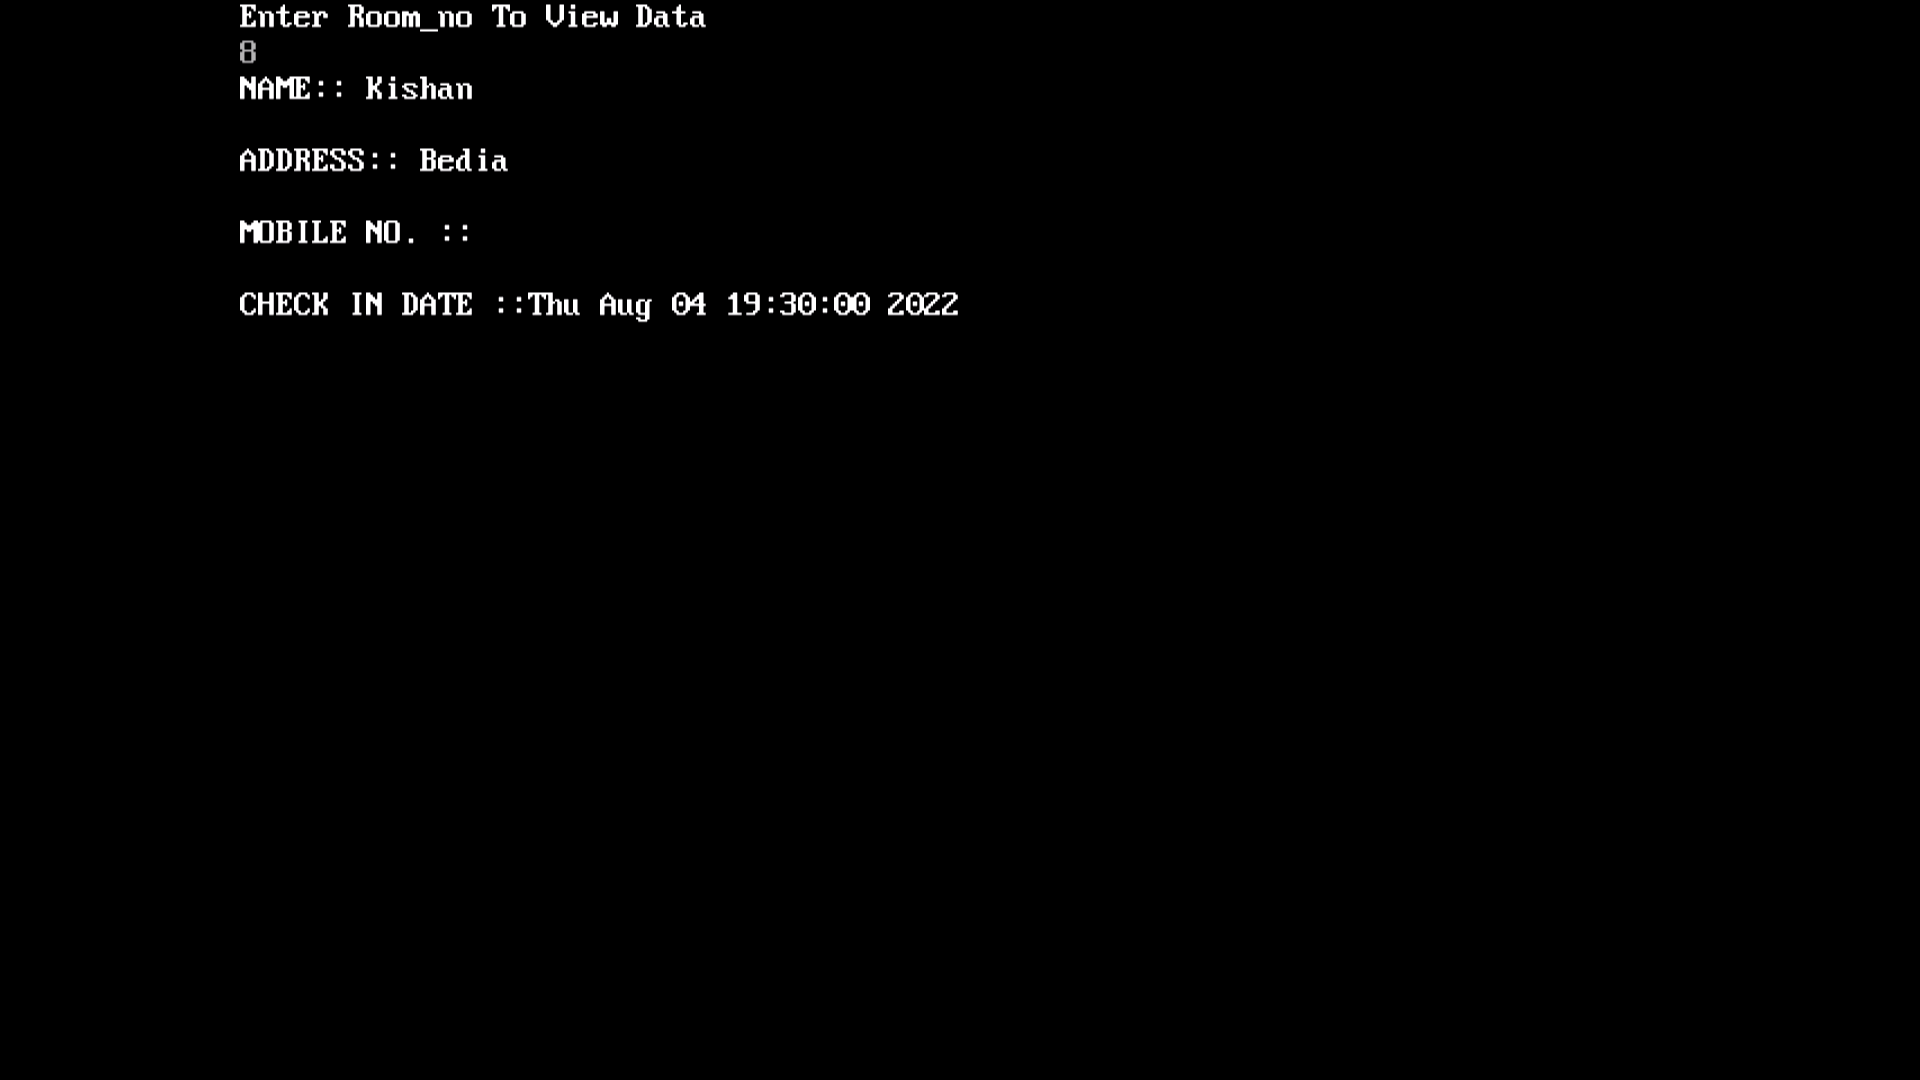 Enter Room_no To View Data
8
NAME:: Kishan
ADDRESS:: Bedia
MOBILE NO. ::
CHECK IN DATE ::Thu Aug 04 19:30:00 2022